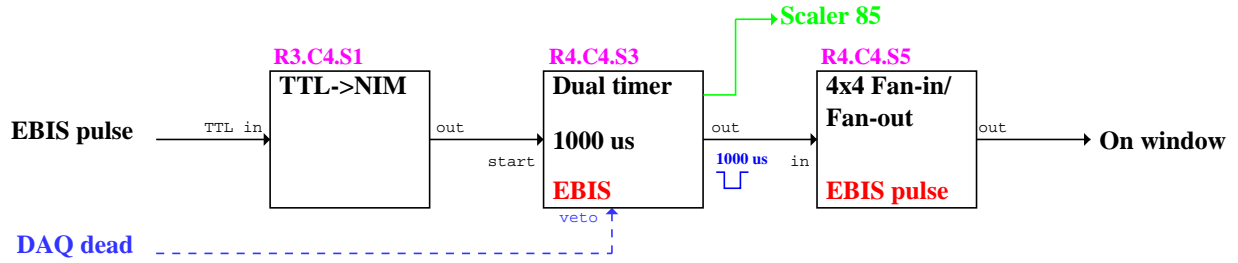 Scaler 85
R3.C4.S1
R4.C4.S3
R4.C4.S5
TTL->NIM
Dual timer
4x4 Fan-in/
Fan-out
EBIS pulse
TTL in
out
start
1000 us
out
1000 us
in
out
On window
EBIS
EBIS pulse
veto
DAQ dead